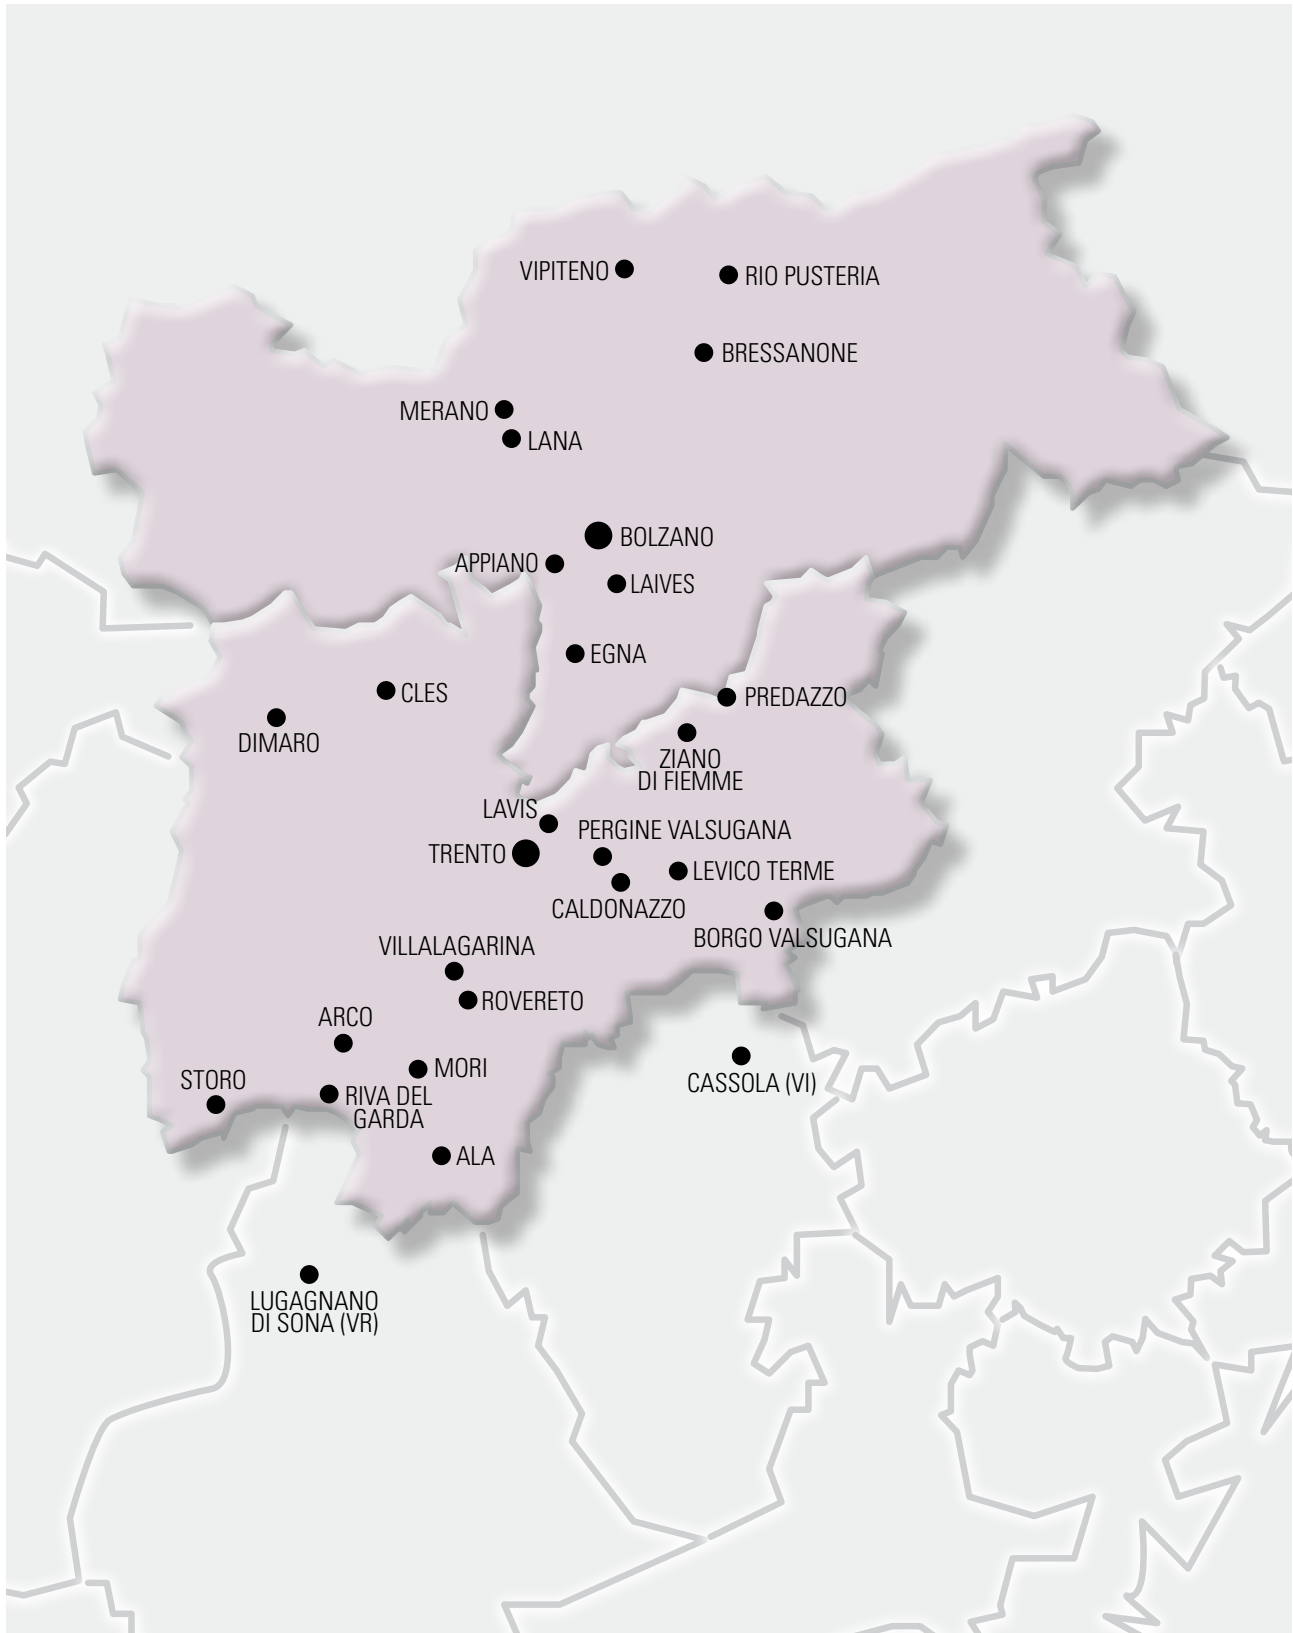 VIPITENO
RIO PUSTERIA
BRESSANONE
MERANO
LANA
BOLZANO
APPIANO
LAIVES
EGNA
CLES
PREDAZZO
DIMARO
ZIANO
DI FIEMME
LAVIS
PERGINE VALSUGANA
TRENTO
LEVICO TERME
CALDONAZZO
BORGO VALSUGANA
VILLALAGARINA
ROVERETO
ARCO
MORI
STORO
CASSOLA (VI)
RIVA DEL
GARDA
ALA
LUGAGNANO
DI SONA (VR)